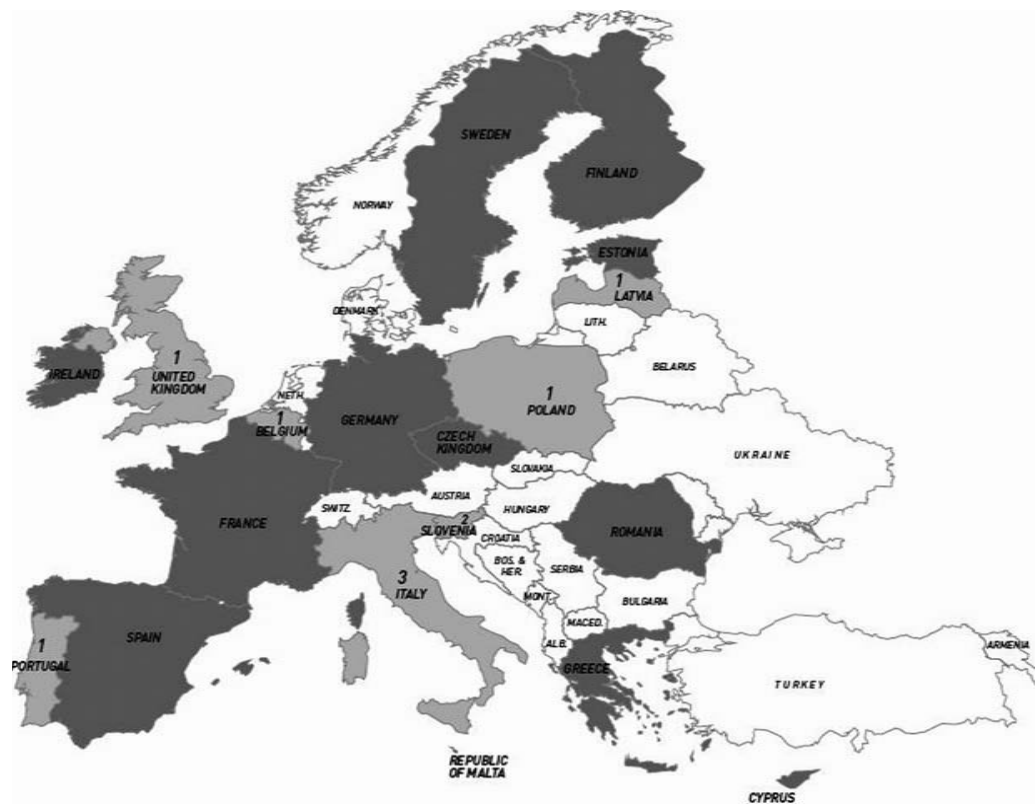 SWEDEN
FINLAND
NORWAY
ESTONIA
1
LATVIA
DENMARK
LITH.
1
UNITED
KINGDOM
IRELAND
BELARUS
NETH.
1
BELGIUM
GERMANY
1
POLAND
CZECH
KINGDOM
UKRAINE
SLOVAKIA
AUSTRIA
SWITZ.
HUNGARY
FRANCE
2
SLOVENIA
CROATIA
ROMANIA
BOS. &
HER.
SERBIA
3
ITALY
MONT.
BULGARIA
MACED.
ALB.
SPAIN
1
PORTUGAL
GREECE
ARMENIA
TURKEY
REPUBLIC
OF MALTA
CYPRUS